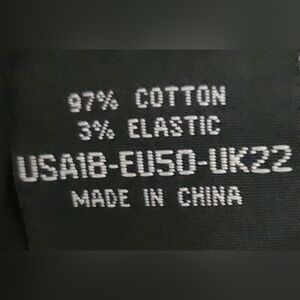 97% COTTON
3% ELASTIC
USA18-EU50-UK22
MADE IN CHINA